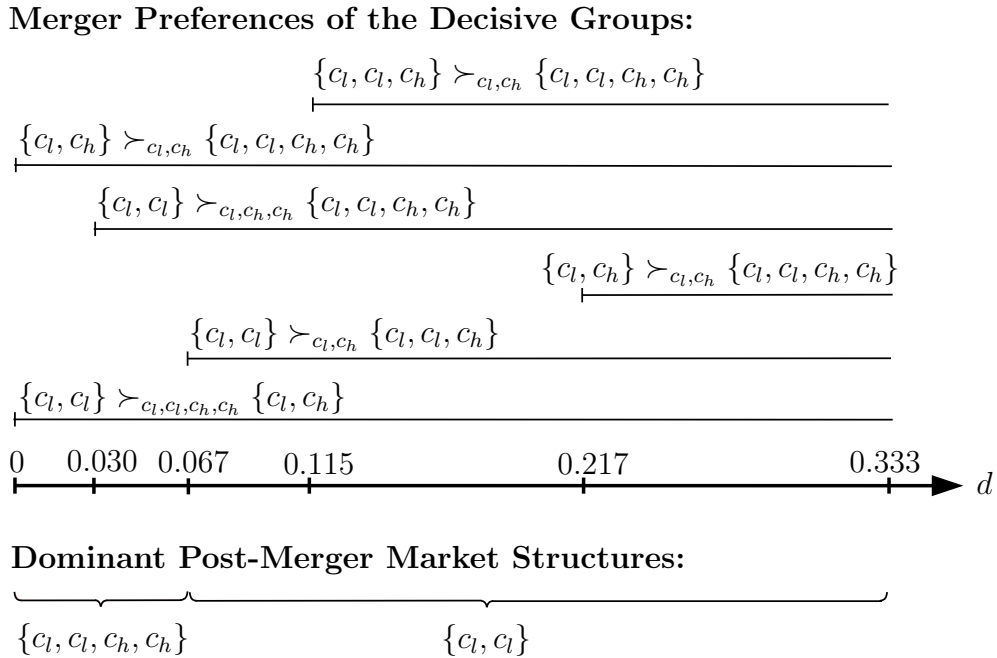 Merger Preferences of the Decisive Groups:
{c_l, c_l, c_h} ≻_{c_l,c_h} {c_l, c_l, c_h, c_h}
{c_l, c_h} ≻_{c_l,c_h} {c_l, c_l, c_h, c_h}
{c_l, c_l} ≻_{c_l,c_h,c_h} {c_l, c_l, c_h, c_h}
{c_l, c_h} ≻_{c_l,c_h} {c_l, c_l, c_h, c_h}
{c_l, c_l} ≻_{c_l,c_h} {c_l, c_l, c_h}
{c_l, c_l} ≻_{c_l,c_l,c_h,c_h} {c_l, c_h}
0 0.030 0.067 0.115 0.217 0.333
d
Dominant Post-Merger Market Structures:
{c_l, c_l, c_h, c_h} {c_l, c_l}